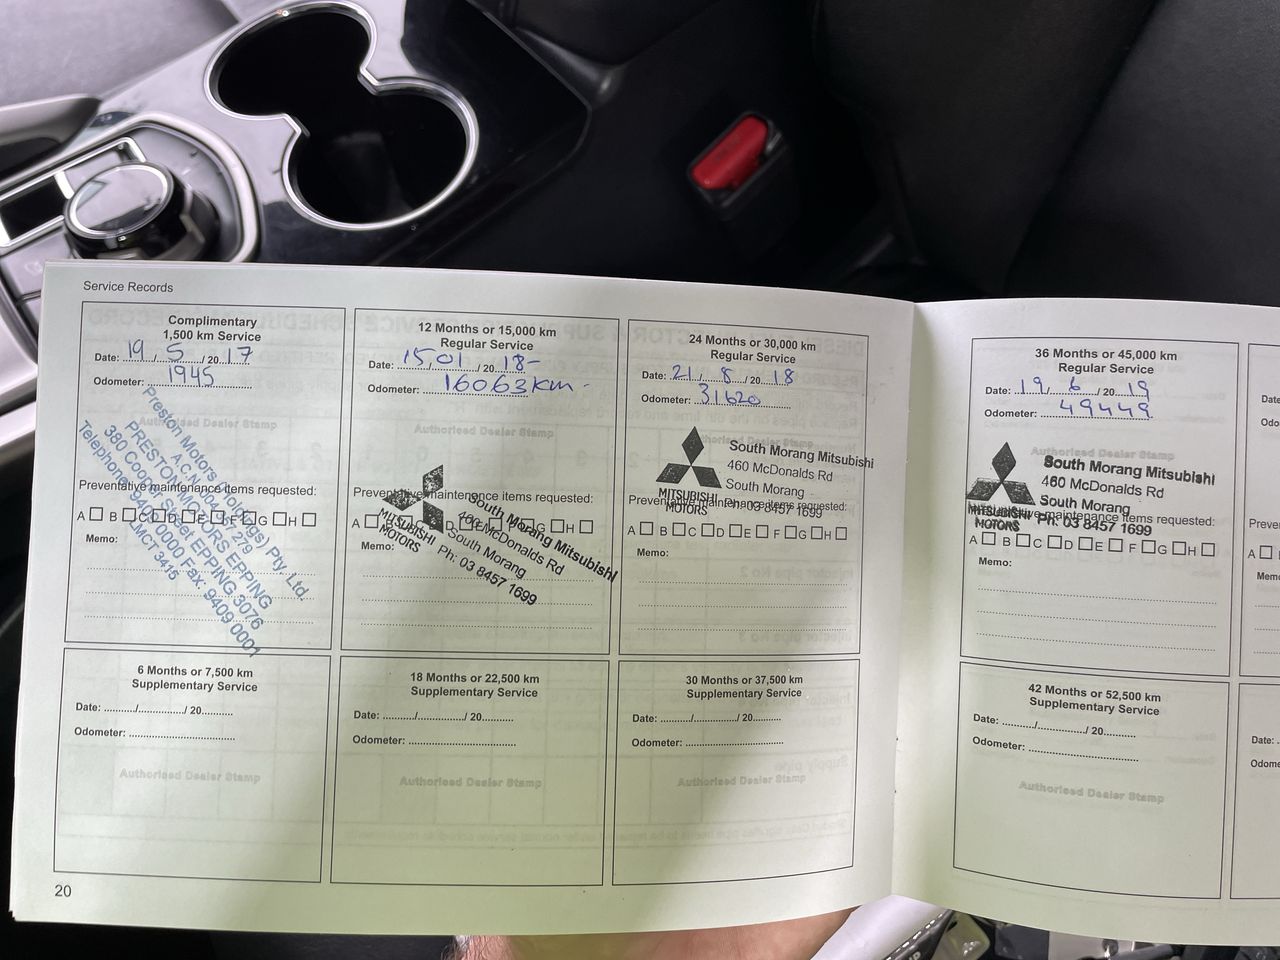 Service Records
Complimentary
1,500 km Service
Date: 19 / 5 / 20 17
Odometer: 1945
Authorised Dealer Stamp
Preston Motors (Holdings) Pty. Ltd.
PRESTON MOTORS EPPING
380 Cooper Street EPPING 3076
Telephone: 9409 0000 Fax: 9409 0001
LMCT 3415
Preventative maintenance items requested:
A B C D E F G H
Memo:
12 Months or 15,000 km
Regular Service
Date: 15 / 01 / 20 18-
Odometer: 16063 km -
Authorised Dealer Stamp
MITSUBISHI
MOTORS
South Morang Mitsubishi
460 McDonalds Rd
South Morang
Ph: 03 8457 1699
Preventative maintenance items requested:
A B C D E F G H
Memo:
24 Months or 30,000 km
Regular Service
Date: 21 / 8 / 20 18
Odometer: 31620
Authorised Dealer Stamp
MITSUBISHI
MOTORS
South Morang Mitsubishi
460 McDonalds Rd
South Morang
Ph: 03 8457 1699
Preventative maintenance items requested:
A B C D E F G H
Memo:
36 Months or 45,000 km
Regular Service
Date: 19 / 6 / 20 19
Odometer: 49449
Authorised Dealer Stamp
MITSUBISHI
MOTORS
South Morang Mitsubishi
460 McDonalds Rd
South Morang
Ph: 03 8457 1699
Preventative maintenance items requested:
A B C D E F G H
Memo:
Date:
A
6 Months or 7,500 km
Supplementary Service
Date: ........../............../ 20..........
Odometer:
Authorised Dealer Stamp
18 Months or 22,500 km
Supplementary Service
Date: ........../............../ 20..........
Odometer:
Authorised Dealer Stamp
30 Months or 37,500 km
Supplementary Service
Date: ........../............../ 20..........
Odometer:
Authorised Dealer Stamp
42 Months or 52,500 km
Supplementary Service
Date: ........../............../ 20..........
Odometer:
Authorised Dealer Stamp
Date:
20